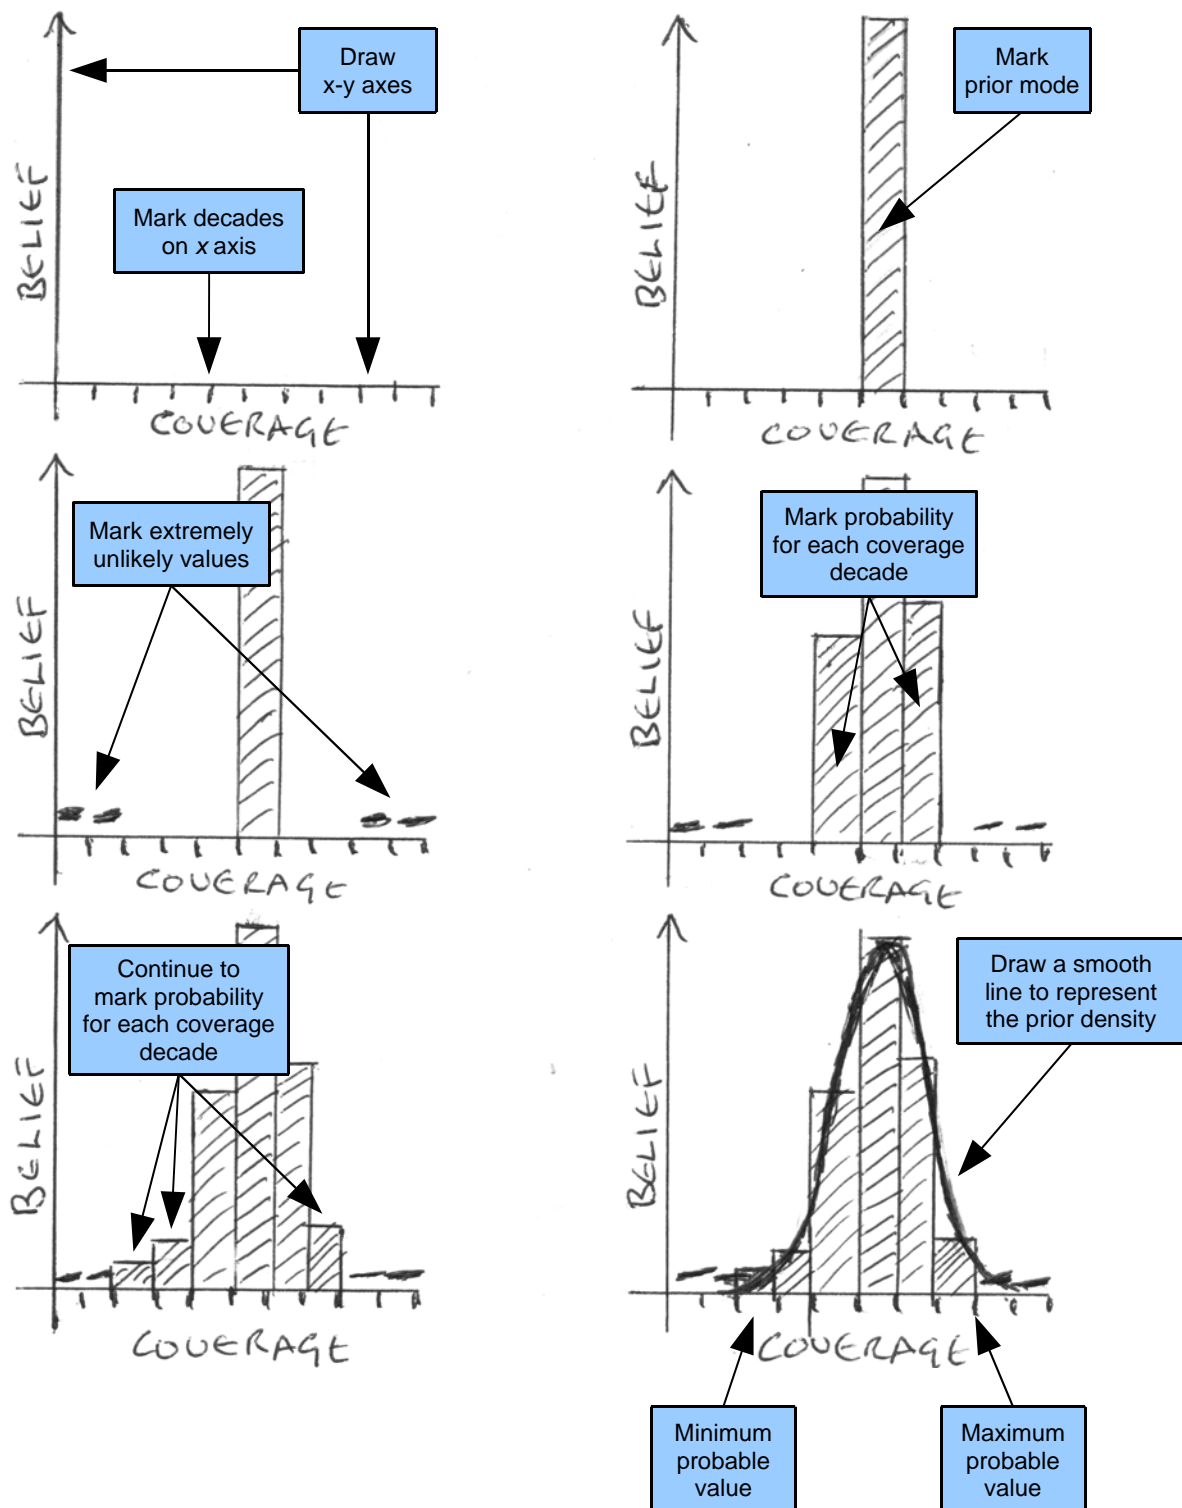 Draw
x-y axes
Mark decades
on x axis
BELIEF
COVERAGE
Mark
prior mode
BELIEF
COVERAGE
Mark extremely
unlikely values
BELIEF
COVERAGE
Mark probability
for each coverage
decade
BELIEF
COVERAGE
Continue to
mark probability
for each coverage
decade
BELIEF
COVERAGE
Draw a smooth
line to represent
the prior density
BELIEF
COVERAGE
Minimum
probable
value
Maximum
probable
value